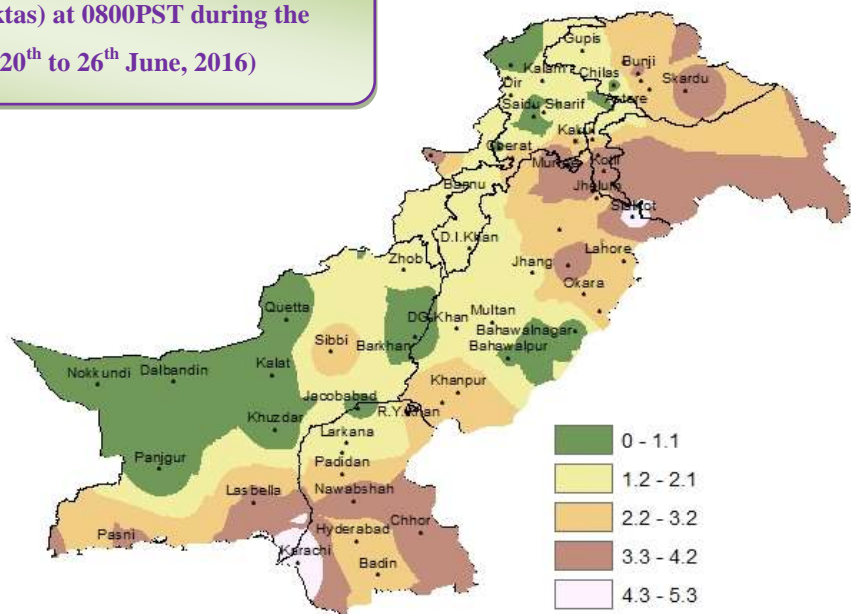 ktas) at 0800PST during the
20th to 26th June, 2016)
Gupis
Bunji
Kalam
Chilas
Skardu
Dir
Astore
Saidu Sharif
Cherat
Kotli
Bannu
Jhelum
Sialkot
D.I.Khan
Lahore
Zhob
Jhang
Okara
Quetta
Multan
DG.Khan
Bahawalnagar
Sibbi
Barkhan
Bahawalpur
Kalat
Nokkundi
Dalbandin
Khanpur
Jacobabad
R.Y.Khan
Khuzdar
Larkana
Panjgur
Padidan
Lasbella
Nawabshah
Chhor
Hyderabad
Pasni
Karachi
Badin
0 - 1.1
1.2 - 2.1
2.2 - 3.2
3.3 - 4.2
4.3 - 5.3